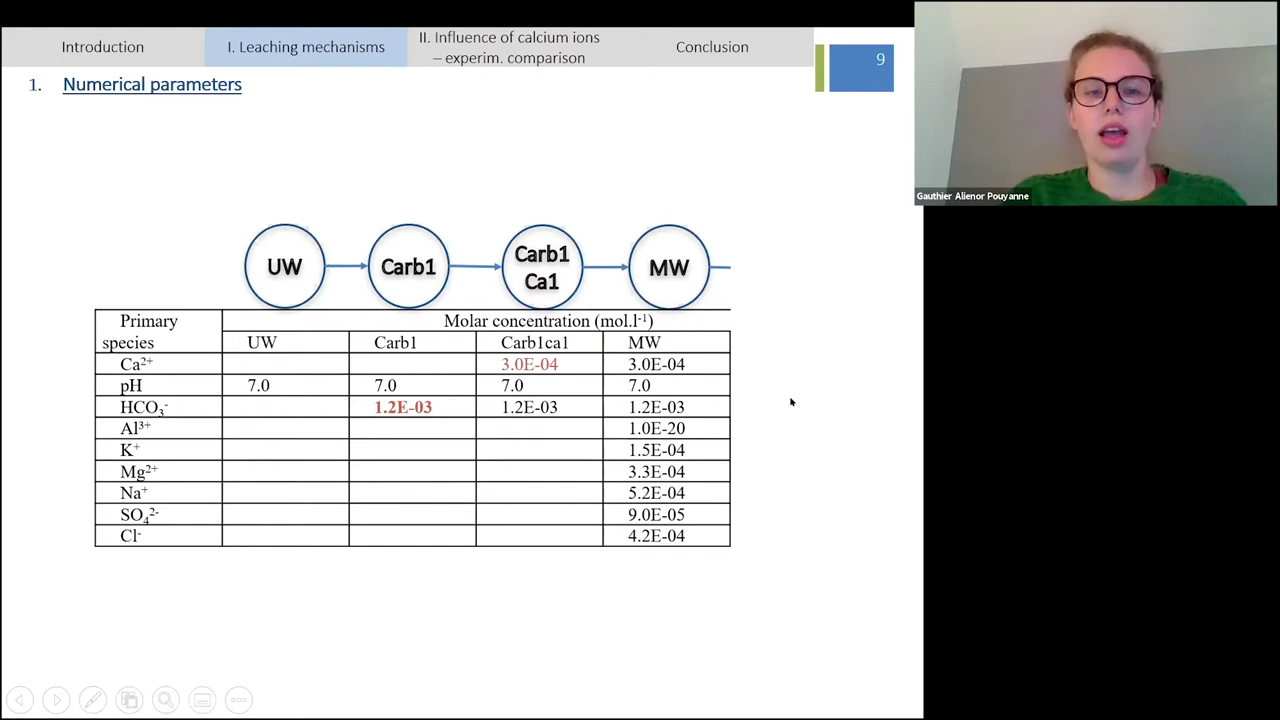 Introduction
I. Leaching mechanisms
II. Influence of calcium ions
– experim. comparison
Conclusion
9
1. Numerical parameters
UW
Carb1
Carb1
Ca1
MW
Primary species
Molar concentration (mol.l⁻¹)
UW Carb1 Carb1ca1 MW
Ca²⁺ 3.0E-04 3.0E-04
pH 7.0 7.0 7.0 7.0
HCO₃⁻ 1.2E-03 1.2E-03 1.2E-03
Al³⁺ 1.0E-20
K⁺ 1.5E-04
Mg²⁺ 3.3E-04
Na⁺ 5.2E-04
SO₄²⁻ 9.0E-05
Cl⁻ 4.2E-04
Gauthier Alienor Pouyanne